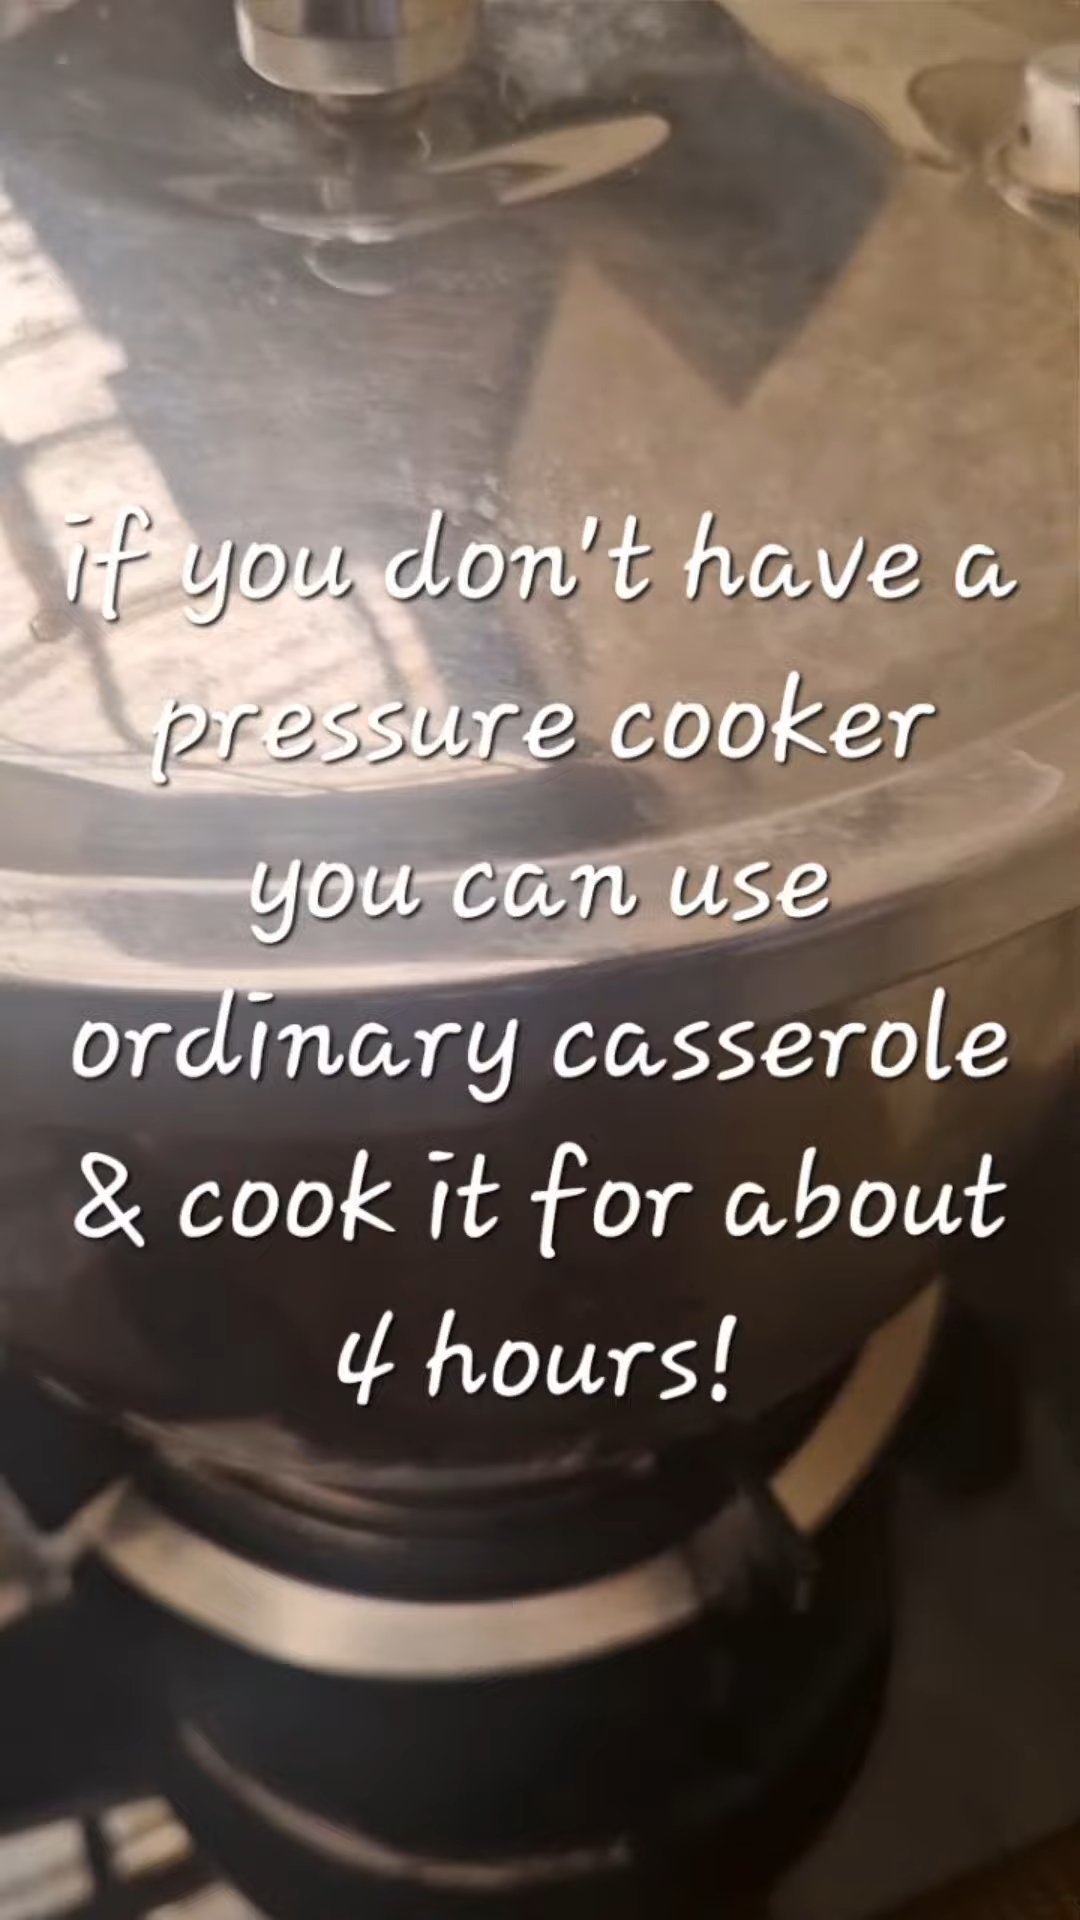 if you don't have a
pressure cooker
you can use
ordinary casserole
& cook it for about
4 hours!